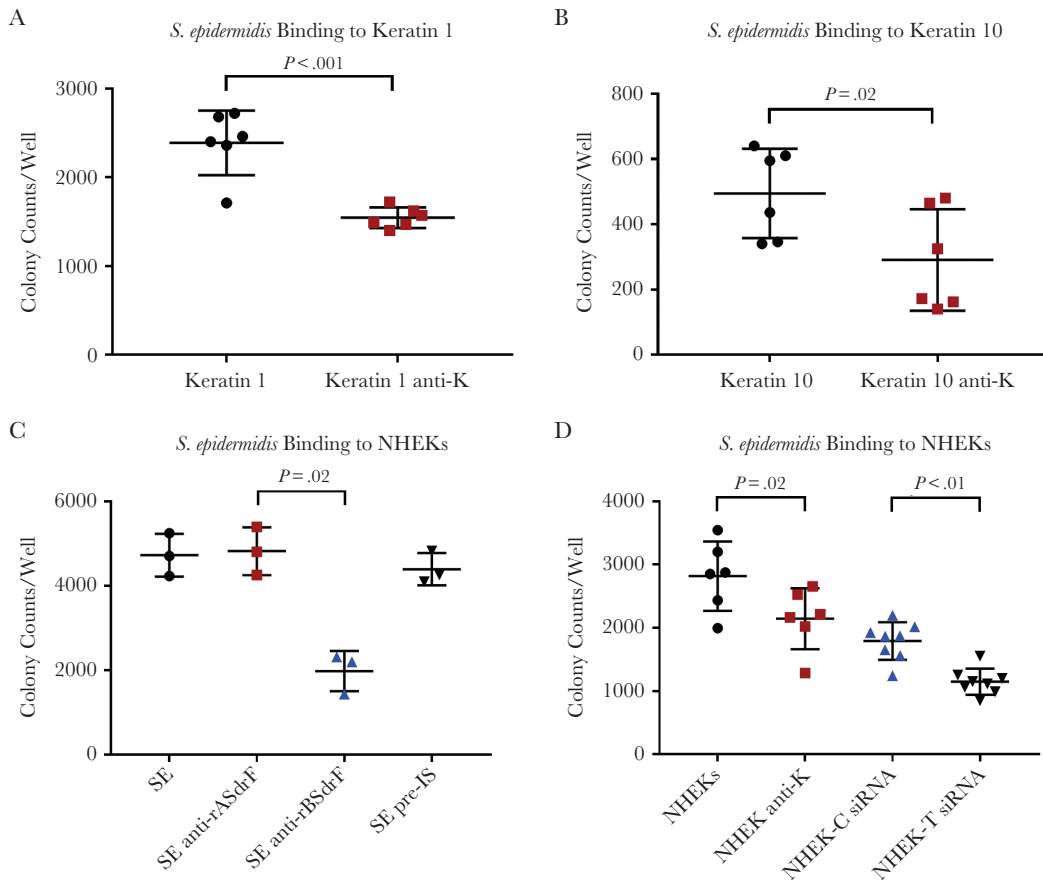 A
S. epidermidis Binding to Keratin 1
P < .001
Colony Counts/Well
3000
2000
1000
0
Keratin 1
Keratin 1 anti-K
B
S. epidermidis Binding to Keratin 10
P = .02
Colony Counts/Well
800
600
400
200
0
Keratin 10
Keratin 10 anti-K
C
S. epidermidis Binding to NHEKs
P = .02
Colony Counts/Well
6000
4000
2000
0
SE
SE anti-rASdrF
SE anti-rBSdrF
SE pre-IS
D
S. epidermidis Binding to NHEKs
P = .02
P < .01
Colony Counts/Well
4000
3000
2000
1000
0
NHEKs
NHEK anti-K
NHEK-C siRNA
NHEK-T siRNA